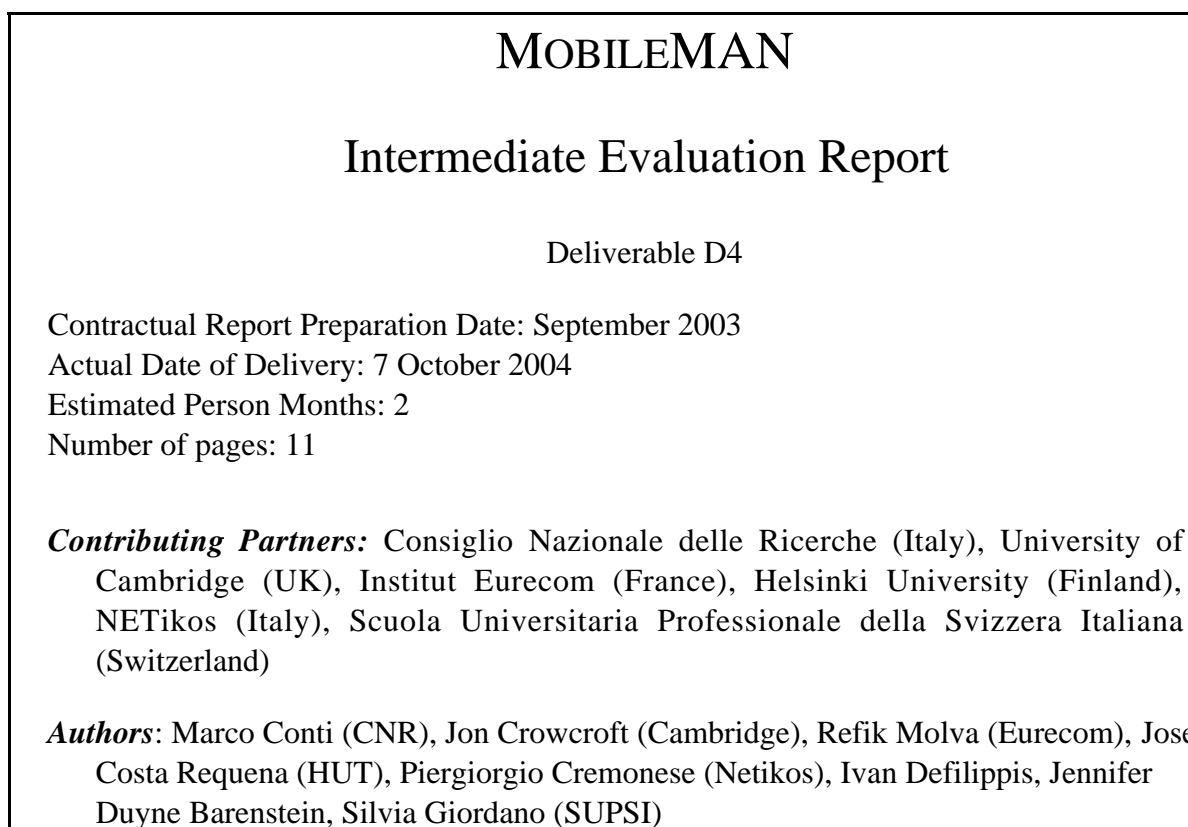 MOBILEMAN
Intermediate Evaluation Report
Deliverable D4
Contractual Report Preparation Date: September 2003
Actual Date of Delivery: 7 October 2004
Estimated Person Months: 2
Number of pages: 11
Contributing Partners: Consiglio Nazionale delle Ricerche (Italy), University of
Cambridge (UK), Institut Eurecom (France), Helsinki University (Finland),
NETikos (Italy), Scuola Universitaria Professionale della Svizzera Italiana
(Switzerland)
Authors: Marco Conti (CNR), Jon Crowcroft (Cambridge), Refik Molva (Eurecom), Jose
Costa Requena (HUT), Piergiorgio Cremonese (Netikos), Ivan Defilippis, Jennifer
Duyne Barenstein, Silvia Giordano (SUPSI)